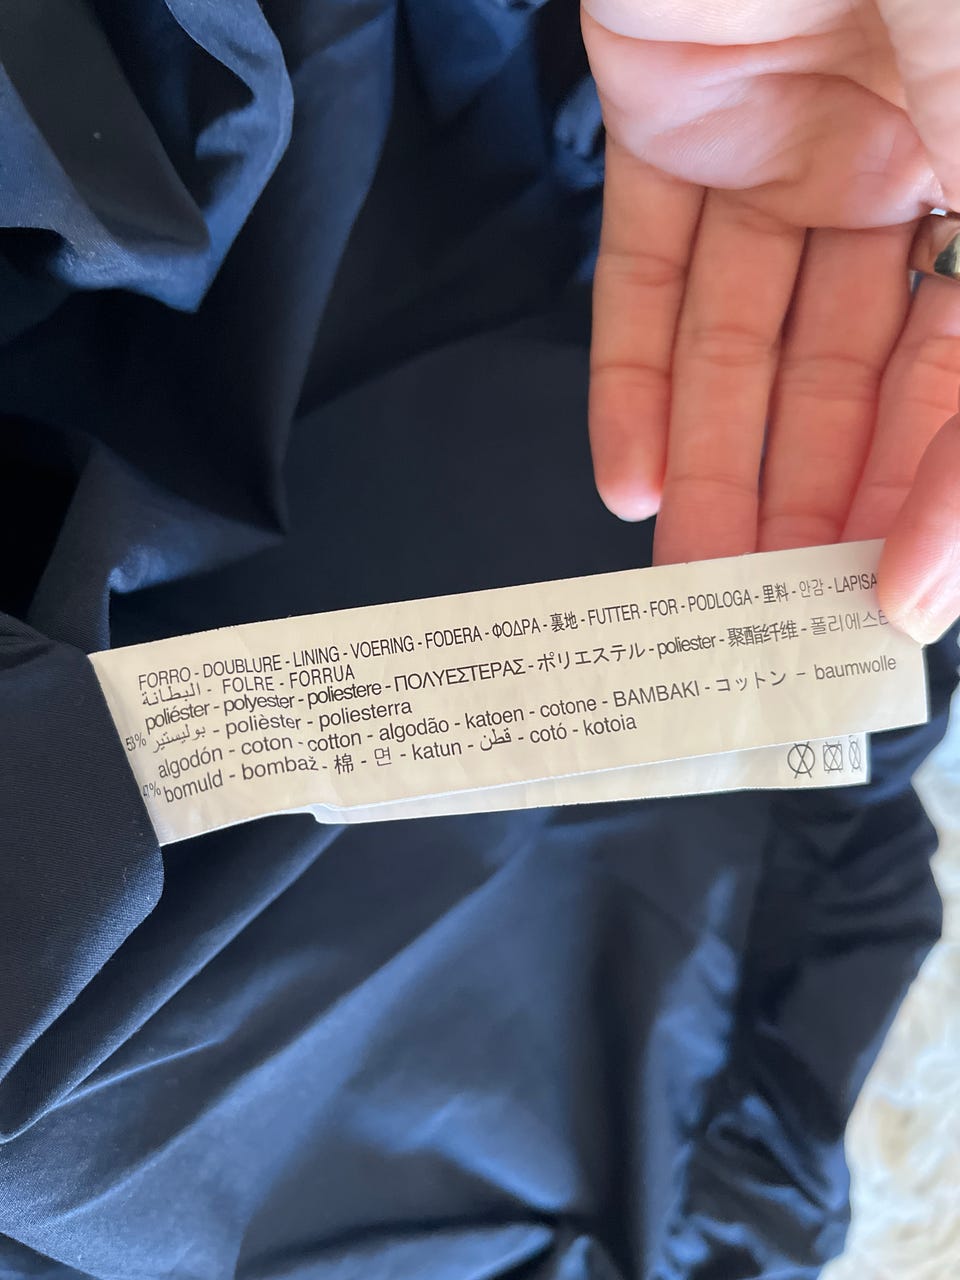 FORRO - DOUBLURE - LINING - VOERING - FODERA - ΦΟΔΡΑ - 裏地 - FUTTER - FOR - PODLOGA - 里料 - 안감 - LAPISA
البطانة - FOLRE - FORRUA
53% poliéster - polyester - poliestere - ΠΟΛΥΕΣΤΕΡΑΣ - ポリエステル - poliester - 聚酯纤维 - 폴리에스
بوليستير - polièster - poliesterra
47% algodón - coton - cotton - algodão - katoen - cotone - BAMBAKI - コットン - baumwolle
bomuld - bombaž - 棉 - 면 - katun - قطن - cotó - kotoia